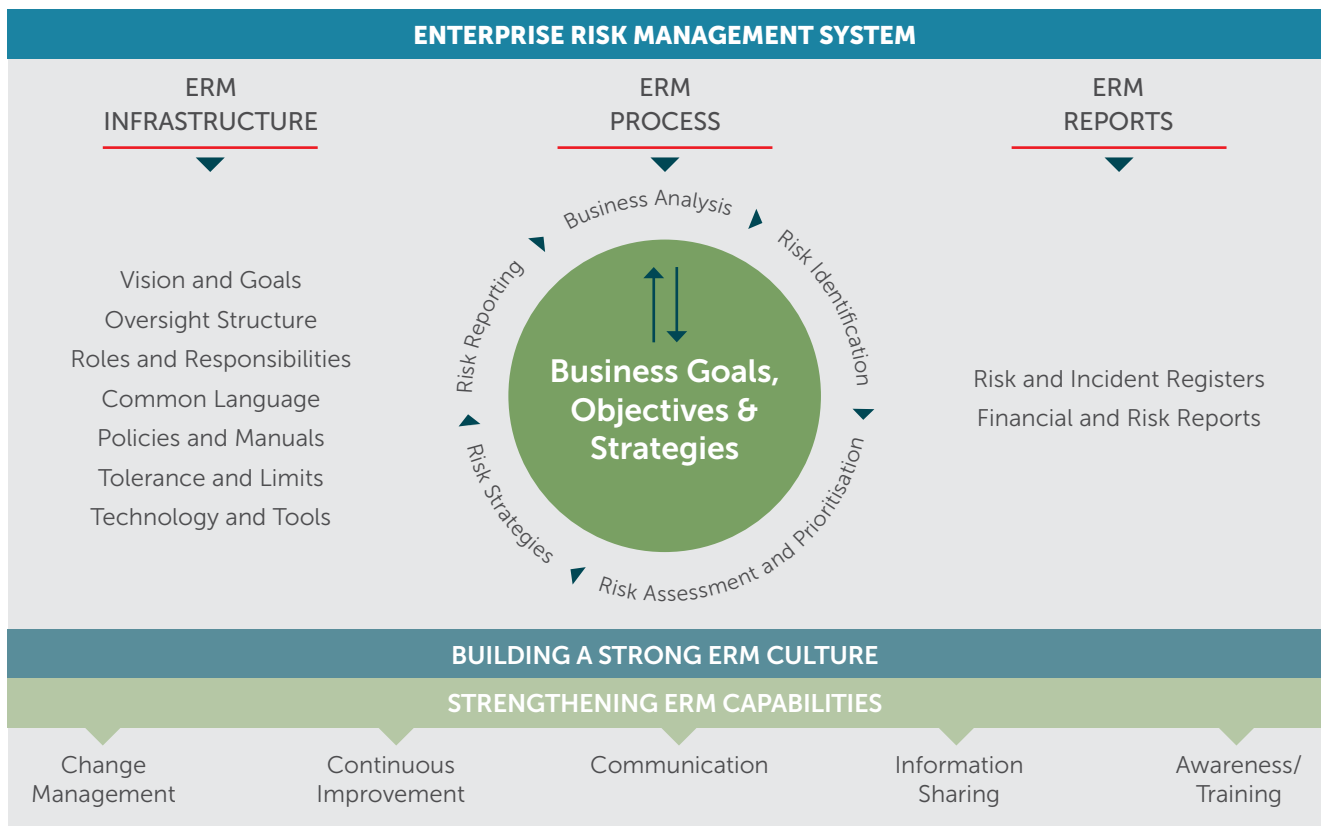 ENTERPRISE RISK MANAGEMENT SYSTEM
ERM
INFRASTRUCTURE
Vision and Goals
Oversight Structure
Roles and Responsibilities
Common Language
Policies and Manuals
Tolerance and Limits
Technology and Tools
ERM
PROCESS
Business Analysis
Risk Identification
Risk Assessment and Prioritisation
Risk Strategies
Risk Reporting
Business Goals,
Objectives &
Strategies
ERM
REPORTS
Risk and Incident Registers
Financial and Risk Reports
BUILDING A STRONG ERM CULTURE
STRENGTHENING ERM CAPABILITIES
Change
Management
Continuous
Improvement
Communication
Information
Sharing
Awareness/
Training